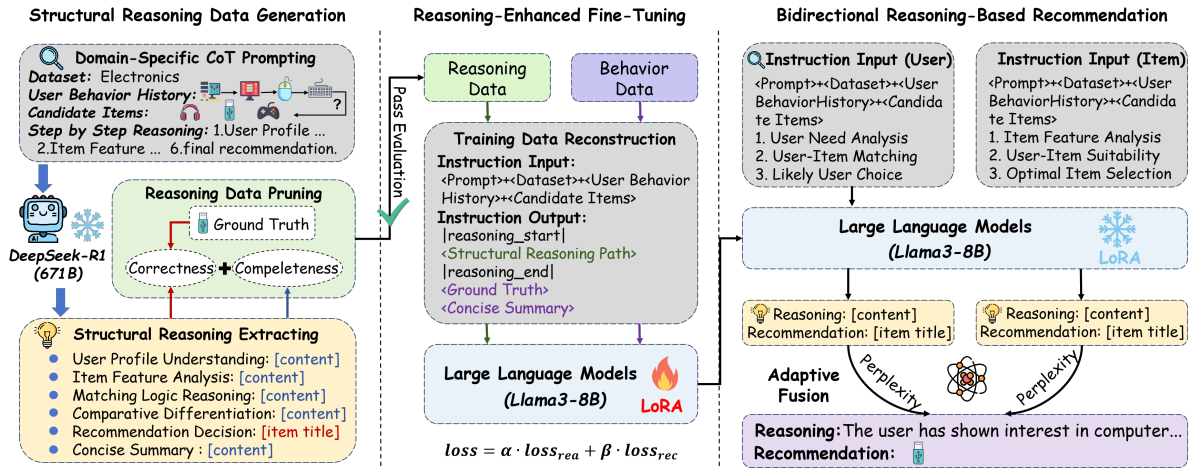 Structural Reasoning Data Generation
Domain-Specific CoT Prompting
Dataset: Electronics
User Behavior History:
Candidate Items:
?
Step by Step Reasoning: 1.User Profile ...
2.Item Feature ... 6.final recommendation.
DeepSeek-R1
(671B)
AI
Reasoning Data Pruning
Ground Truth
Correctness + Compeleteness
Structural Reasoning Extracting
User Profile Understanding: [content]
Item Feature Analysis: [content]
Matching Logic Reasoning: [content]
Comparative Differentiation: [content]
Recommendation Decision: [item title]
Concise Summary : [content]
Pass Evaluation
Reasoning-Enhanced Fine-Tuning
Reasoning
Data
Behavior
Data
Training Data Reconstruction
Instruction Input:
<Prompt>+<Dataset>+<User Behavior
History>+<Candidate Items>
Instruction Output:
|reasoning_start|
<Structural Reasoning Path>
|reasoning_end|
<Ground Truth>
<Concise Summary>
Large Language Models
(Llama3-8B)
LoRA
loss = α · loss_rea + β · loss_rec
Bidirectional Reasoning-Based Recommendation
Instruction Input (User)
<Prompt>+<Dataset>+<User
BehaviorHistory>+<Candida
te Items>
1. User Need Analysis
2. User-Item Matching
3. Likely User Choice
Instruction Input (Item)
<Prompt>+<Dataset>+<User
BehaviorHistory>+<Candida
te Items>
1. Item Feature Analysis
2. User-Item Suitability
3. Optimal Item Selection
Large Language Models
(Llama3-8B)
LoRA
Reasoning: [content]
Recommendation: [item title]
Reasoning: [content]
Recommendation: [item title]
Perplexity
Perplexity
Adaptive
Fusion
Reasoning: The user has shown interest in computer...
Recommendation: